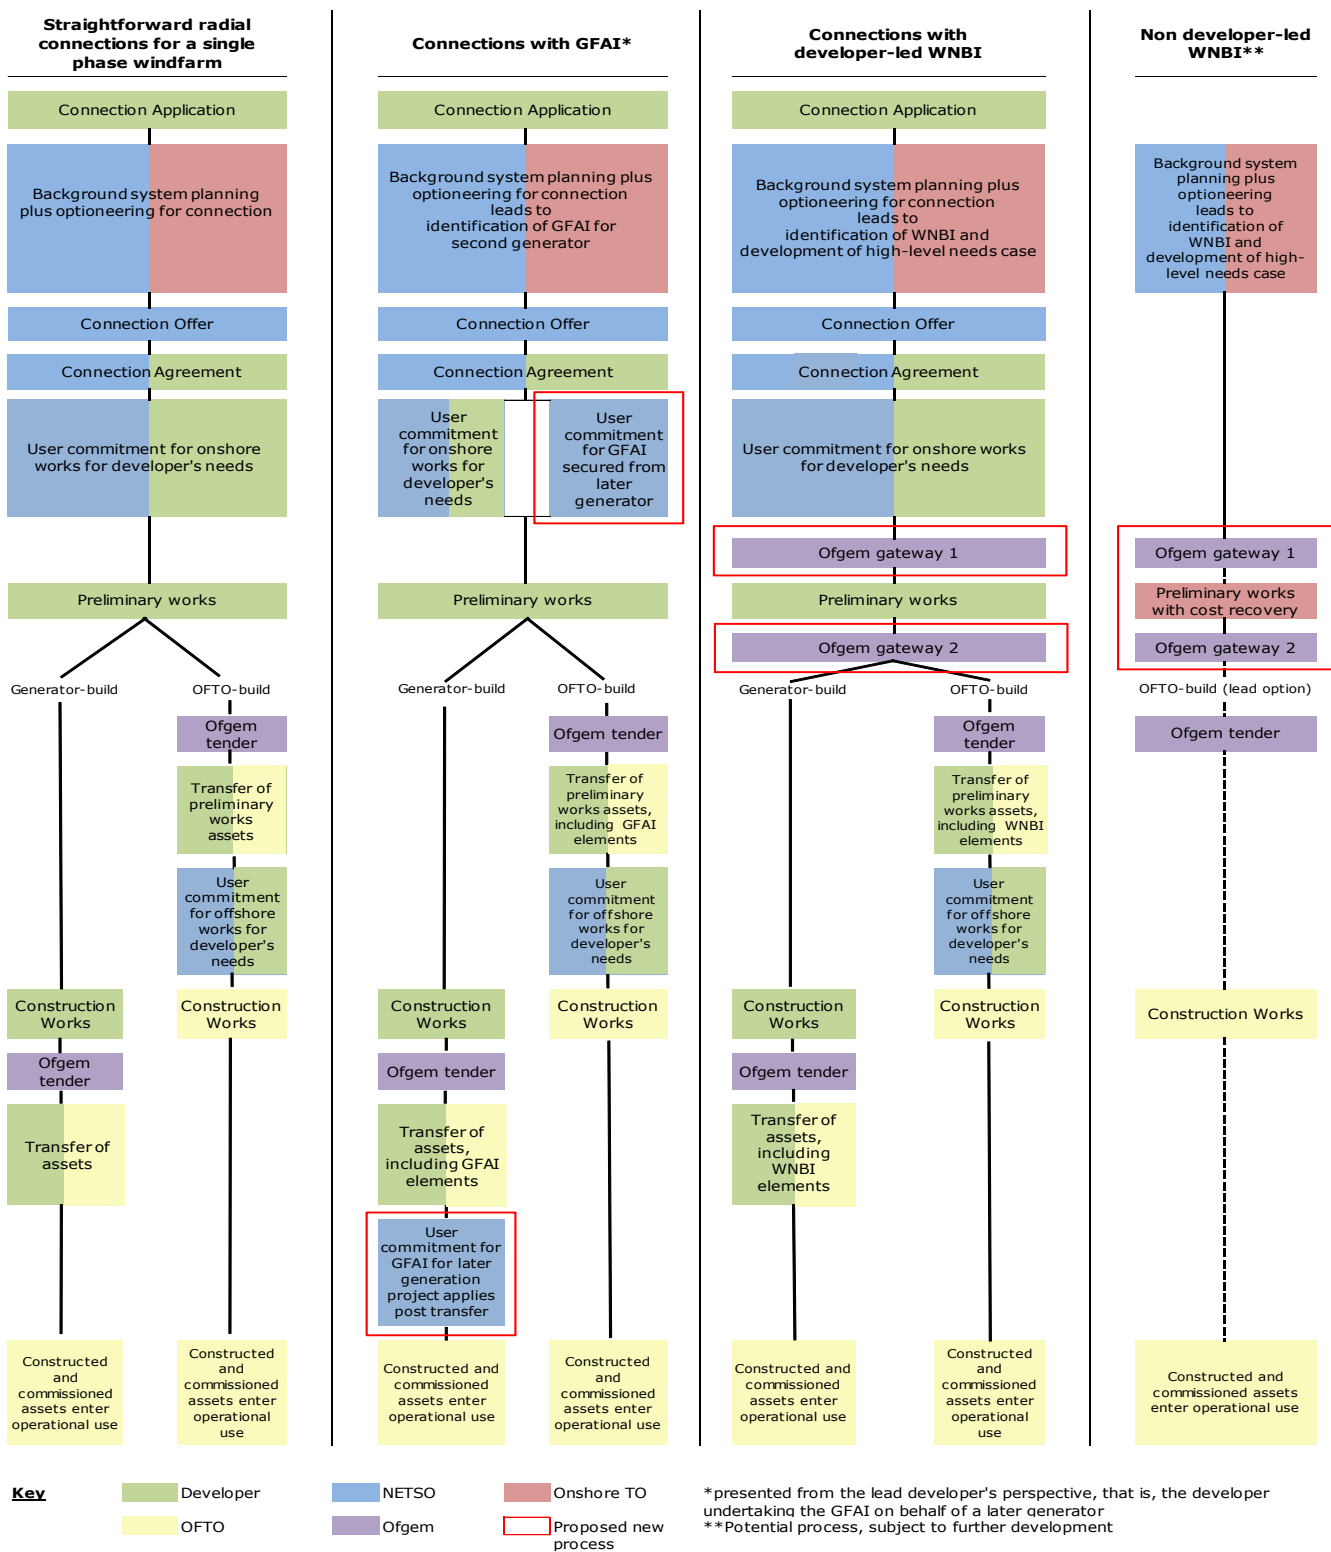 Straightforward radial
connections for a single
phase windfarm
Connection Application
Background system planning
plus optioneering for connection
Connection Offer
Connection Agreement
User commitment for onshore
works for developer's needs
Preliminary works
Generator-build
OFTO-build
Ofgem
tender
Transfer of
preliminary
works
assets
User
commitment
for offshore
works for
developer's
needs
Construction
Works
Construction
Works
Ofgem
tender
Transfer of
assets
Constructed
and
commissioned
assets enter
operational use
Constructed
and
commissioned
assets enter
operational
use
Connections with GFAI*
Connection Application
Background system planning plus
optioneering for connection
leads to
identification of GFAI for
second generator
Connection Offer
Connection Agreement
User
commitment
for onshore
works for
developer's
needs
User
commitment
for GFAI
secured from
later
generator
Preliminary works
Generator-build
OFTO-build
Ofgem tender
Transfer of
preliminary
works assets,
including GFAI
elements
User
commitment
for offshore
works for
developer's
needs
Construction
Works
Construction
Works
Ofgem tender
Transfer of
assets,
including GFAI
elements
User
commitment for
GFAI for later
generation
project applies
post transfer
Constructed and
commissioned
assets enter
operational use
Constructed
and
commissioned
assets enter
operational use
Connections with
developer-led WNBI
Connection Application
Background system planning plus
optioneering for connection
leads to
identification of WNBI and
development of high-level needs case
Connection Offer
Connection Agreement
User commitment for onshore works
for developer's needs
Ofgem gateway 1
Preliminary works
Ofgem gateway 2
Generator-build
OFTO-build
Ofgem
tender
Transfer of
preliminary
works assets,
including WNBI
elements
User
commitment
for offshore
works for
developer's
needs
Construction
Works
Construction
Works
Ofgem tender
Transfer of
assets,
including
WNBI
elements
Constructed and
commissioned
assets enter
operational use
Constructed
and
commissioned
assets enter
operational
use
Non developer-led
WNBI**
Background system
planning plus
optioneering
leads to
identification of
WNBI and
development of high-
level needs case
Ofgem gateway 1
Preliminary works
with cost recovery
Ofgem gateway 2
OFTO-build (lead option)
Ofgem tender
Construction Works
Constructed and
commissioned assets
enter operational use
Key
Developer
NETSO
Onshore TO
OFTO
Ofgem
Proposed new
process
*presented from the lead developer's perspective, that is, the developer
undertaking the GFAI on behalf of a later generator
**Potential process, subject to further development